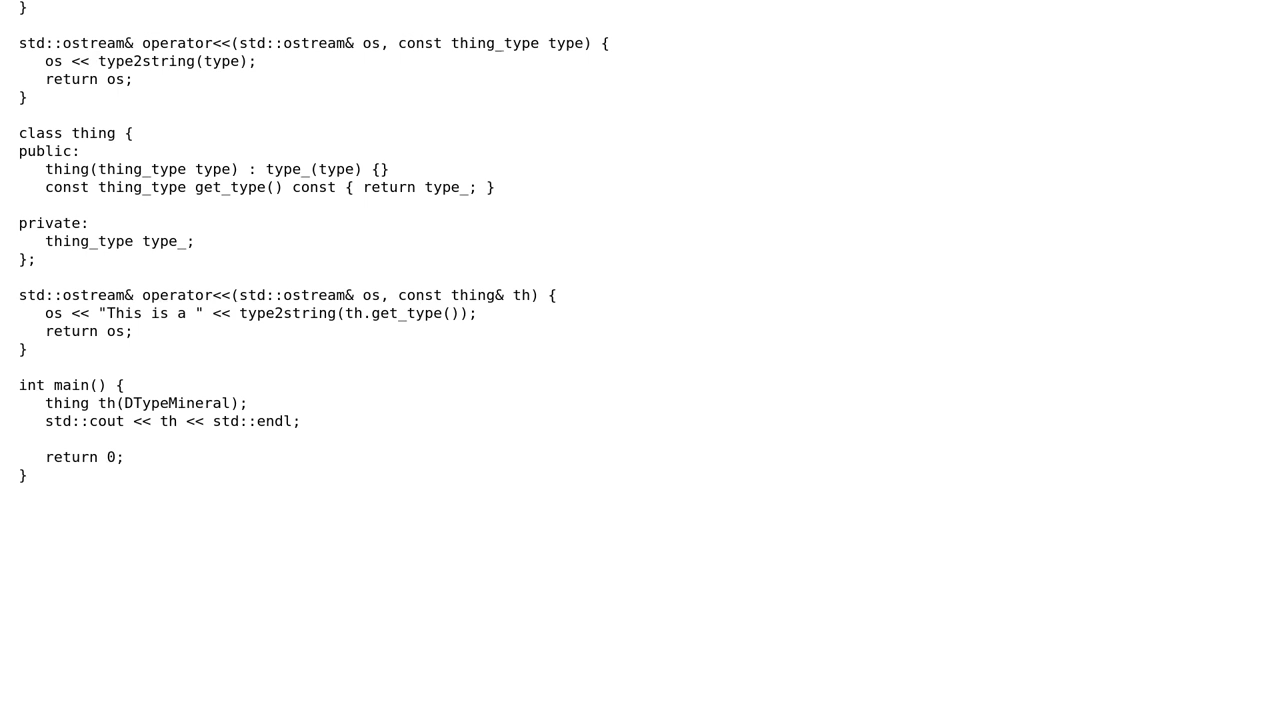 }

std::ostream& operator<<(std::ostream& os, const thing_type type) {
   os << type2string(type);
   return os;
}

class thing {
public:
   thing(thing_type type) : type_(type) {}
   const thing_type get_type() const { return type_; }

private:
   thing_type type_;
};

std::ostream& operator<<(std::ostream& os, const thing& th) {
   os << "This is a " << type2string(th.get_type());
   return os;
}

int main() {
   thing th(DTypeMineral);
   std::cout << th << std::endl;

   return 0;
}